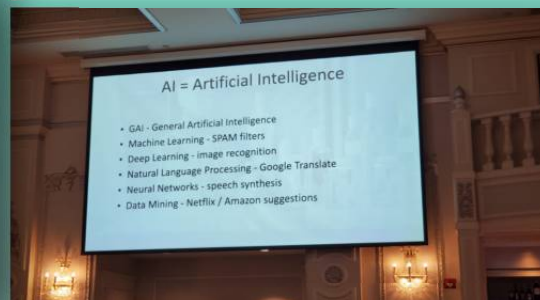 AI = Artificial Intelligence
• GAI - General Artificial Intelligence
• Machine Learning - SPAM filters
• Deep Learning - image recognition
• Natural Language Processing - Google Translate
• Neural Networks - speech synthesis
• Data Mining - Netflix / Amazon suggestions